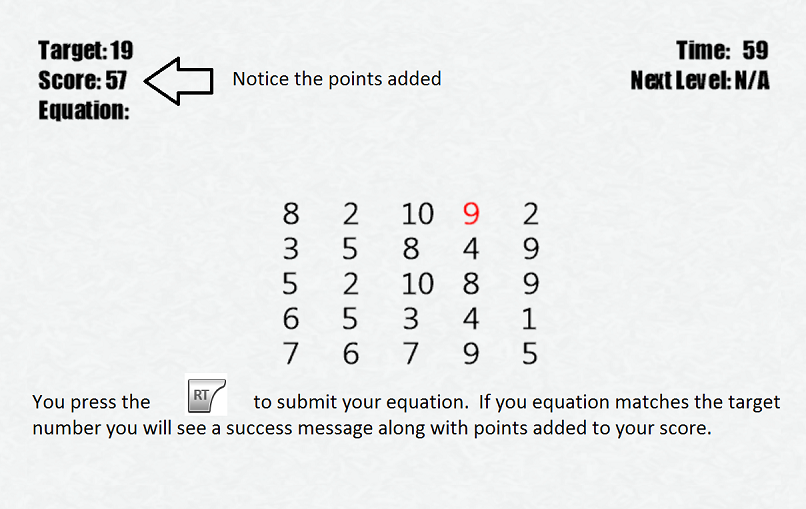 Target: 19
Time: 59
Score: 57
Notice the points added
Next Level: N/A
Equation:
8 2 10 9 2
3 5 8 4 9
5 2 10 8 9
6 5 3 4 1
7 6 7 9 5
You press the RT to submit your equation. If you equation matches the target
number you will see a success message along with points added to your score.